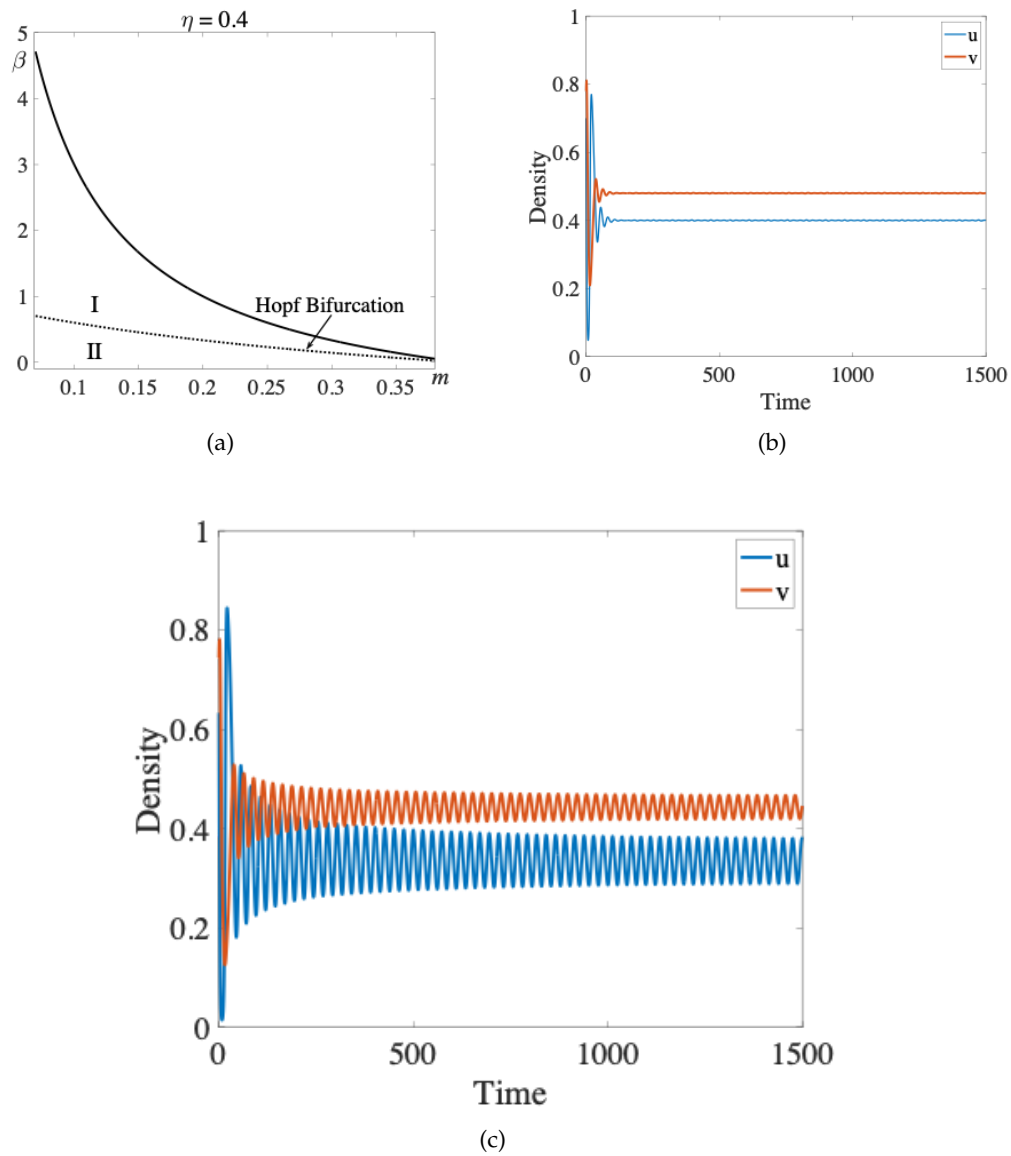 η = 0.4
5
β
4
3
2
1
0
I
II
Hopf Bifurcation
0.1 0.15 0.2 0.25 0.3 0.35 m
(a)
1
0.8
0.6
0.4
0.2
0
Density
u
v
0 500 1000 1500
Time
(b)
1
0.8
0.6
0.4
0.2
0
Density
u
v
0 500 1000 1500
Time
(c)